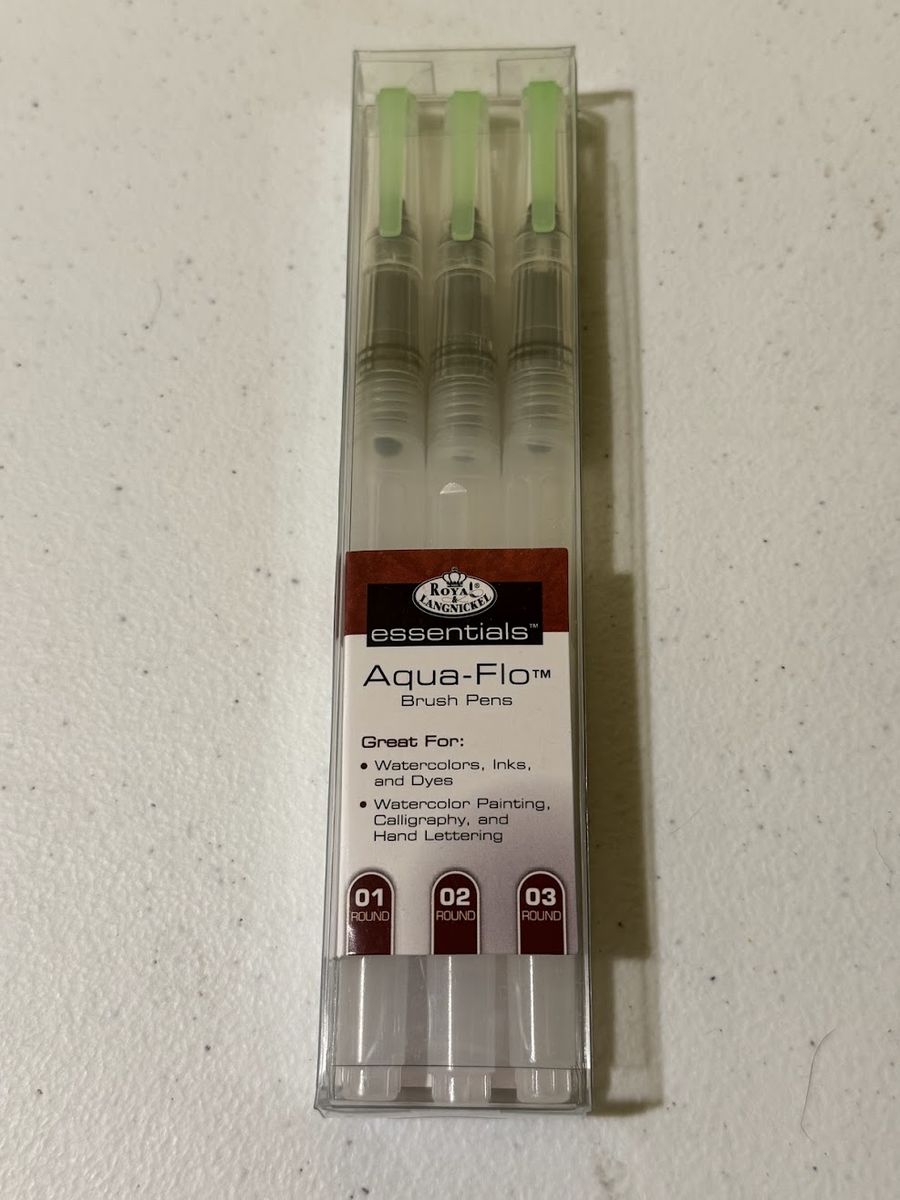 ROYAL®
&
LANGNICKEL
essentials™
Aqua-Flo™
Brush Pens
Great For:
• Watercolors, Inks,
and Dyes
• Watercolor Painting,
Calligraphy, and
Hand Lettering
01 02 03
ROUND ROUND ROUND